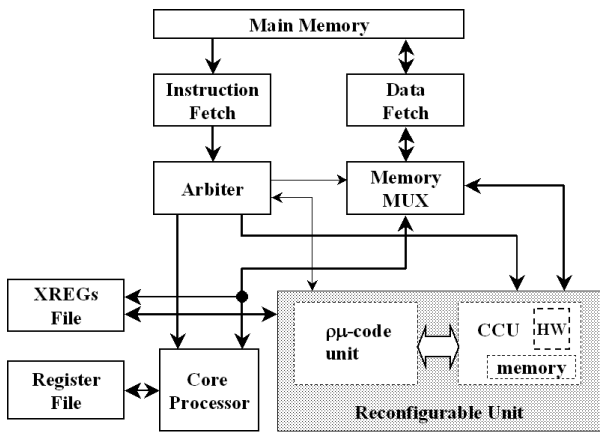 Main Memory
Instruction
Fetch
Data
Fetch
Arbiter
Memory
MUX
XREGs
File
ρμ-code
unit
CCU
HW
memory
Register
File
Core
Processor
Reconfigurable Unit